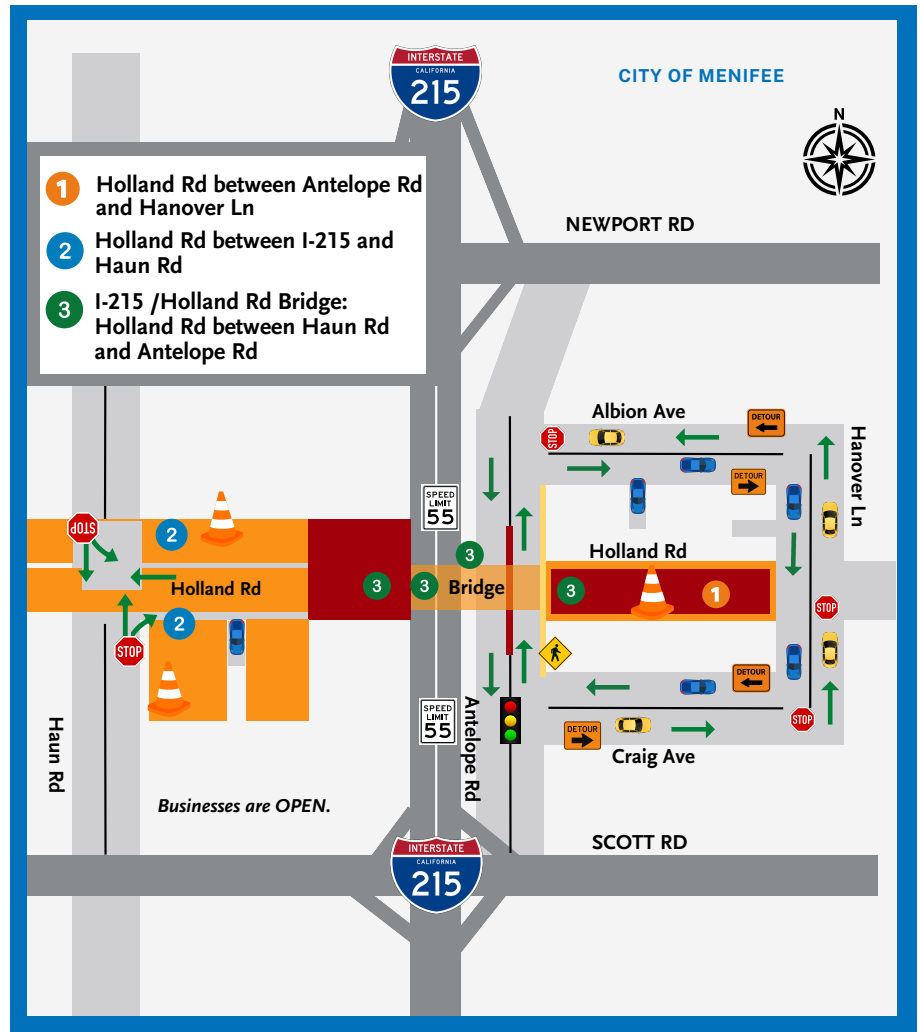 INTERSTATE
CALIFORNIA
215
CITY OF MENIFEE
N
1 Holland Rd between Antelope Rd
and Hanover Ln
2 Holland Rd between I-215 and
Haun Rd
3 I-215 /Holland Rd Bridge:
Holland Rd between Haun Rd
and Antelope Rd
NEWPORT RD
Albion Ave
DETOUR
STOP
Hanover Ln
DETOUR
SPEED
LIMIT
55
STOP
2
3
Holland Rd
3
3
Bridge
3
1
Holland Rd
STOP
2
STOP
DETOUR
SPEED
LIMIT
55
Antelope Rd
STOP
DETOUR
Haun Rd
Craig Ave
Businesses are OPEN.
SCOTT RD
INTERSTATE
CALIFORNIA
215